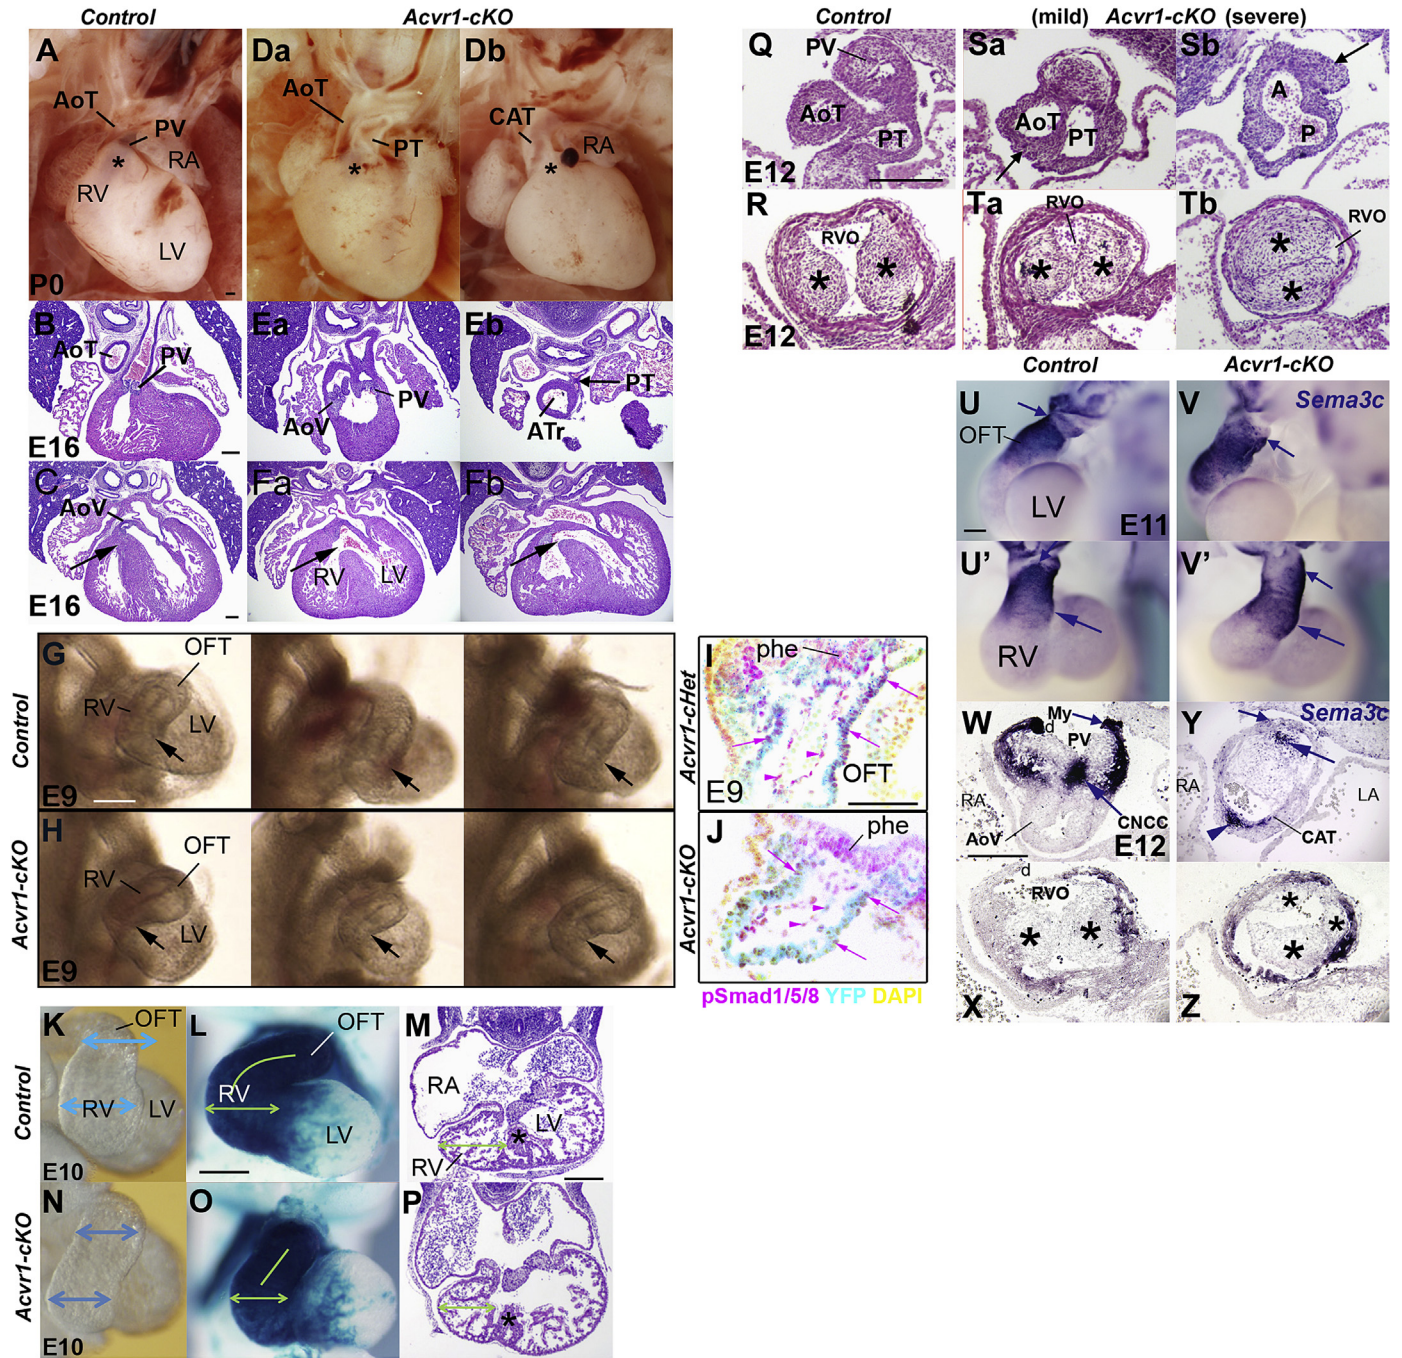 Control Acvr1-cKO
A Da Db
AoT PV RA RV LV * P0
AoT PT *
CAT RA *
B Ea Eb
AoT PV E16
AoV PV
PT ATr
C Fa Fb
AoV E16
RV LV
Control
G OFT RV LV E9
Acvr1-cKO
H OFT RV LV E9
Acvr1-cHet
I phe OFT E9
Acvr1-cKO
J phe
pSmad1/5/8 YFP DAPI
Control
K OFT RV LV E10
L OFT RV LV
M RA LV * RV
Acvr1-cKO
N E10
O
P *
Control (mild) Acvr1-cKO (severe)
Q PV AoT PT E12
Sa AoT PT
Sb A P
R RVO * * E12
Ta RVO * *
Tb RVO * *
Control Acvr1-cKO
U OFT LV E11
V Sema3c
U' RV
V'
W My d PV RA AoV CNCC E12
Y Sema3c RA LA CAT
X d RVO * *
Z * * *